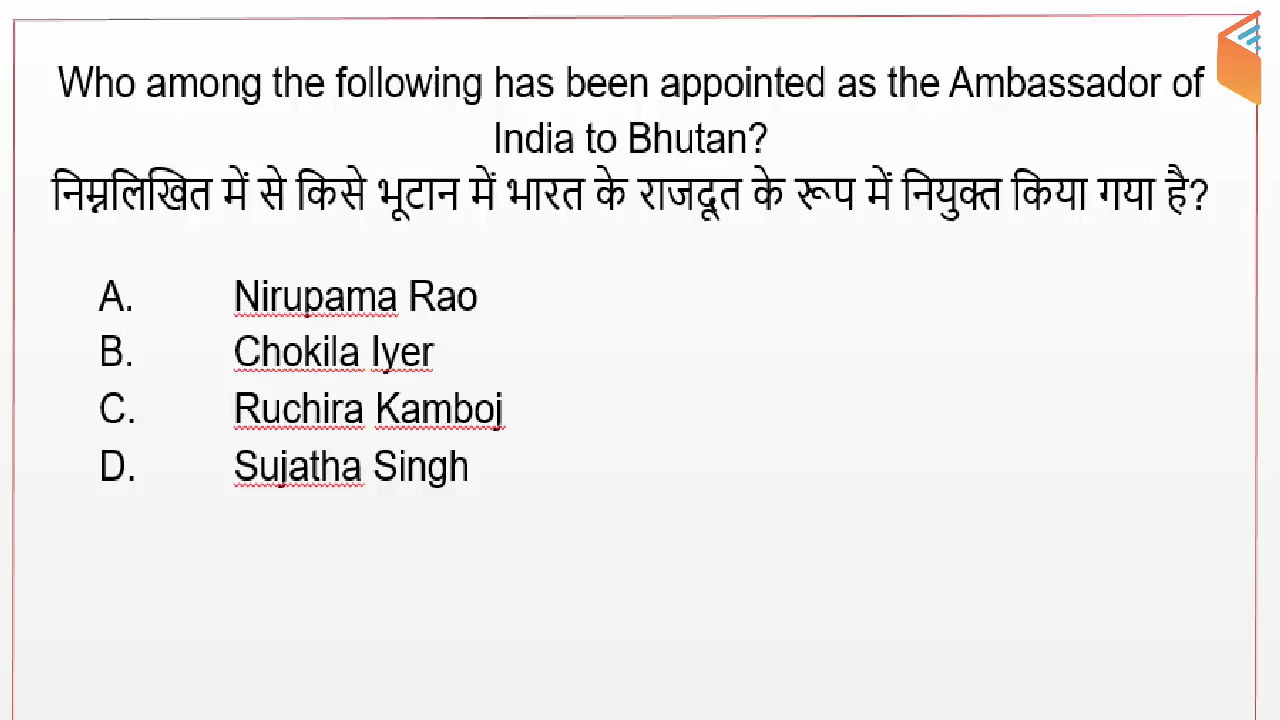 Who among the following has been appointed as the Ambassador of
India to Bhutan?
निम्नलिखित में से किसे भूटान में भारत के राजदूत के रूप में नियुक्त किया गया है?
A. Nirupama Rao
B. Chokila Iyer
C. Ruchira Kamboj
D. Sujatha Singh